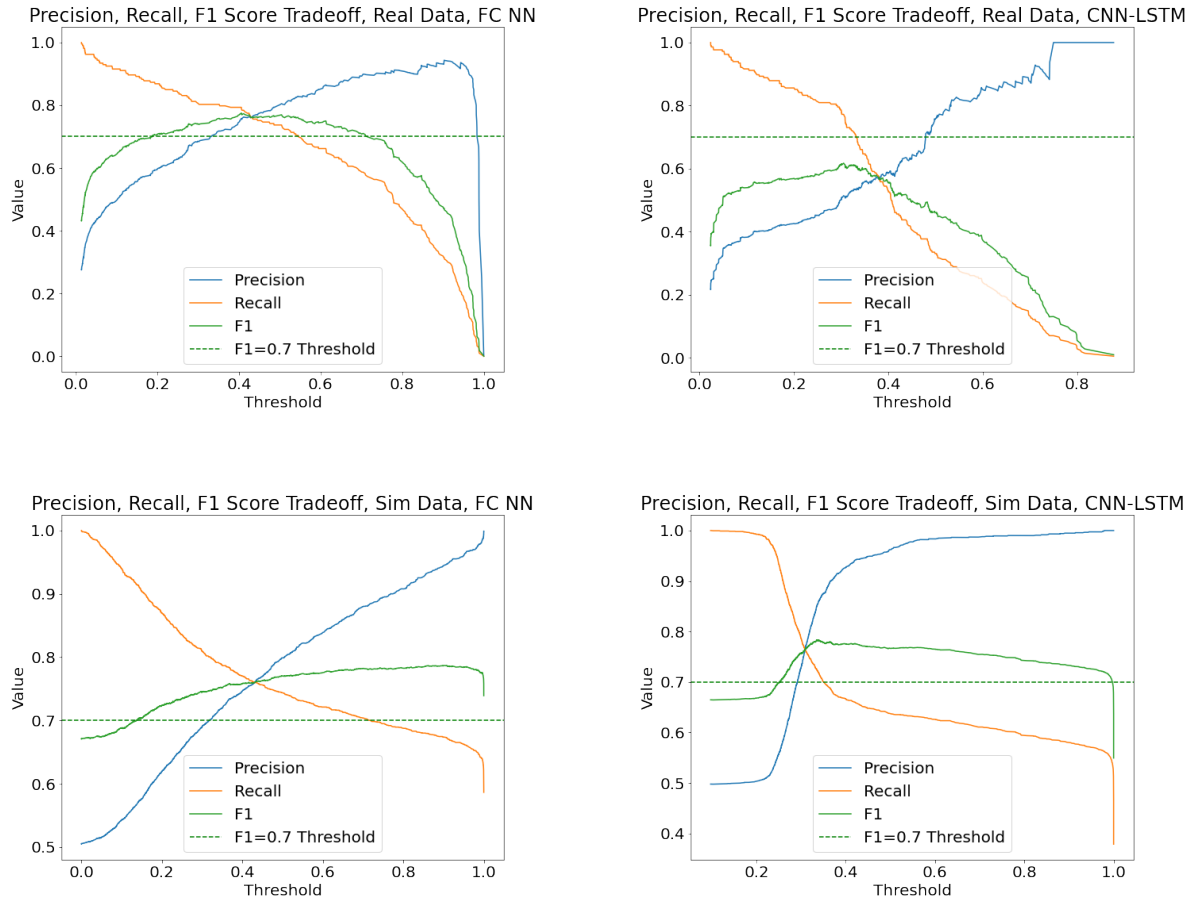 Precision, Recall, F1 Score Tradeoff, Real Data, FC NN
1.0
0.8
0.6
0.4
0.2
0.0
Value
Precision
Recall
F1
F1=0.7 Threshold
0.0 0.2 0.4 0.6 0.8 1.0
Threshold
Precision, Recall, F1 Score Tradeoff, Real Data, CNN-LSTM
1.0
0.8
0.6
0.4
0.2
0.0
Value
Precision
Recall
F1
F1=0.7 Threshold
0.0 0.2 0.4 0.6 0.8
Threshold
Precision, Recall, F1 Score Tradeoff, Sim Data, FC NN
1.0
0.9
0.8
0.7
0.6
0.5
Value
Precision
Recall
F1
F1=0.7 Threshold
0.0 0.2 0.4 0.6 0.8 1.0
Threshold
Precision, Recall, F1 Score Tradeoff, Sim Data, CNN-LSTM
1.0
0.9
0.8
0.7
0.6
0.5
0.4
Value
Precision
Recall
F1
F1=0.7 Threshold
0.2 0.4 0.6 0.8 1.0
Threshold